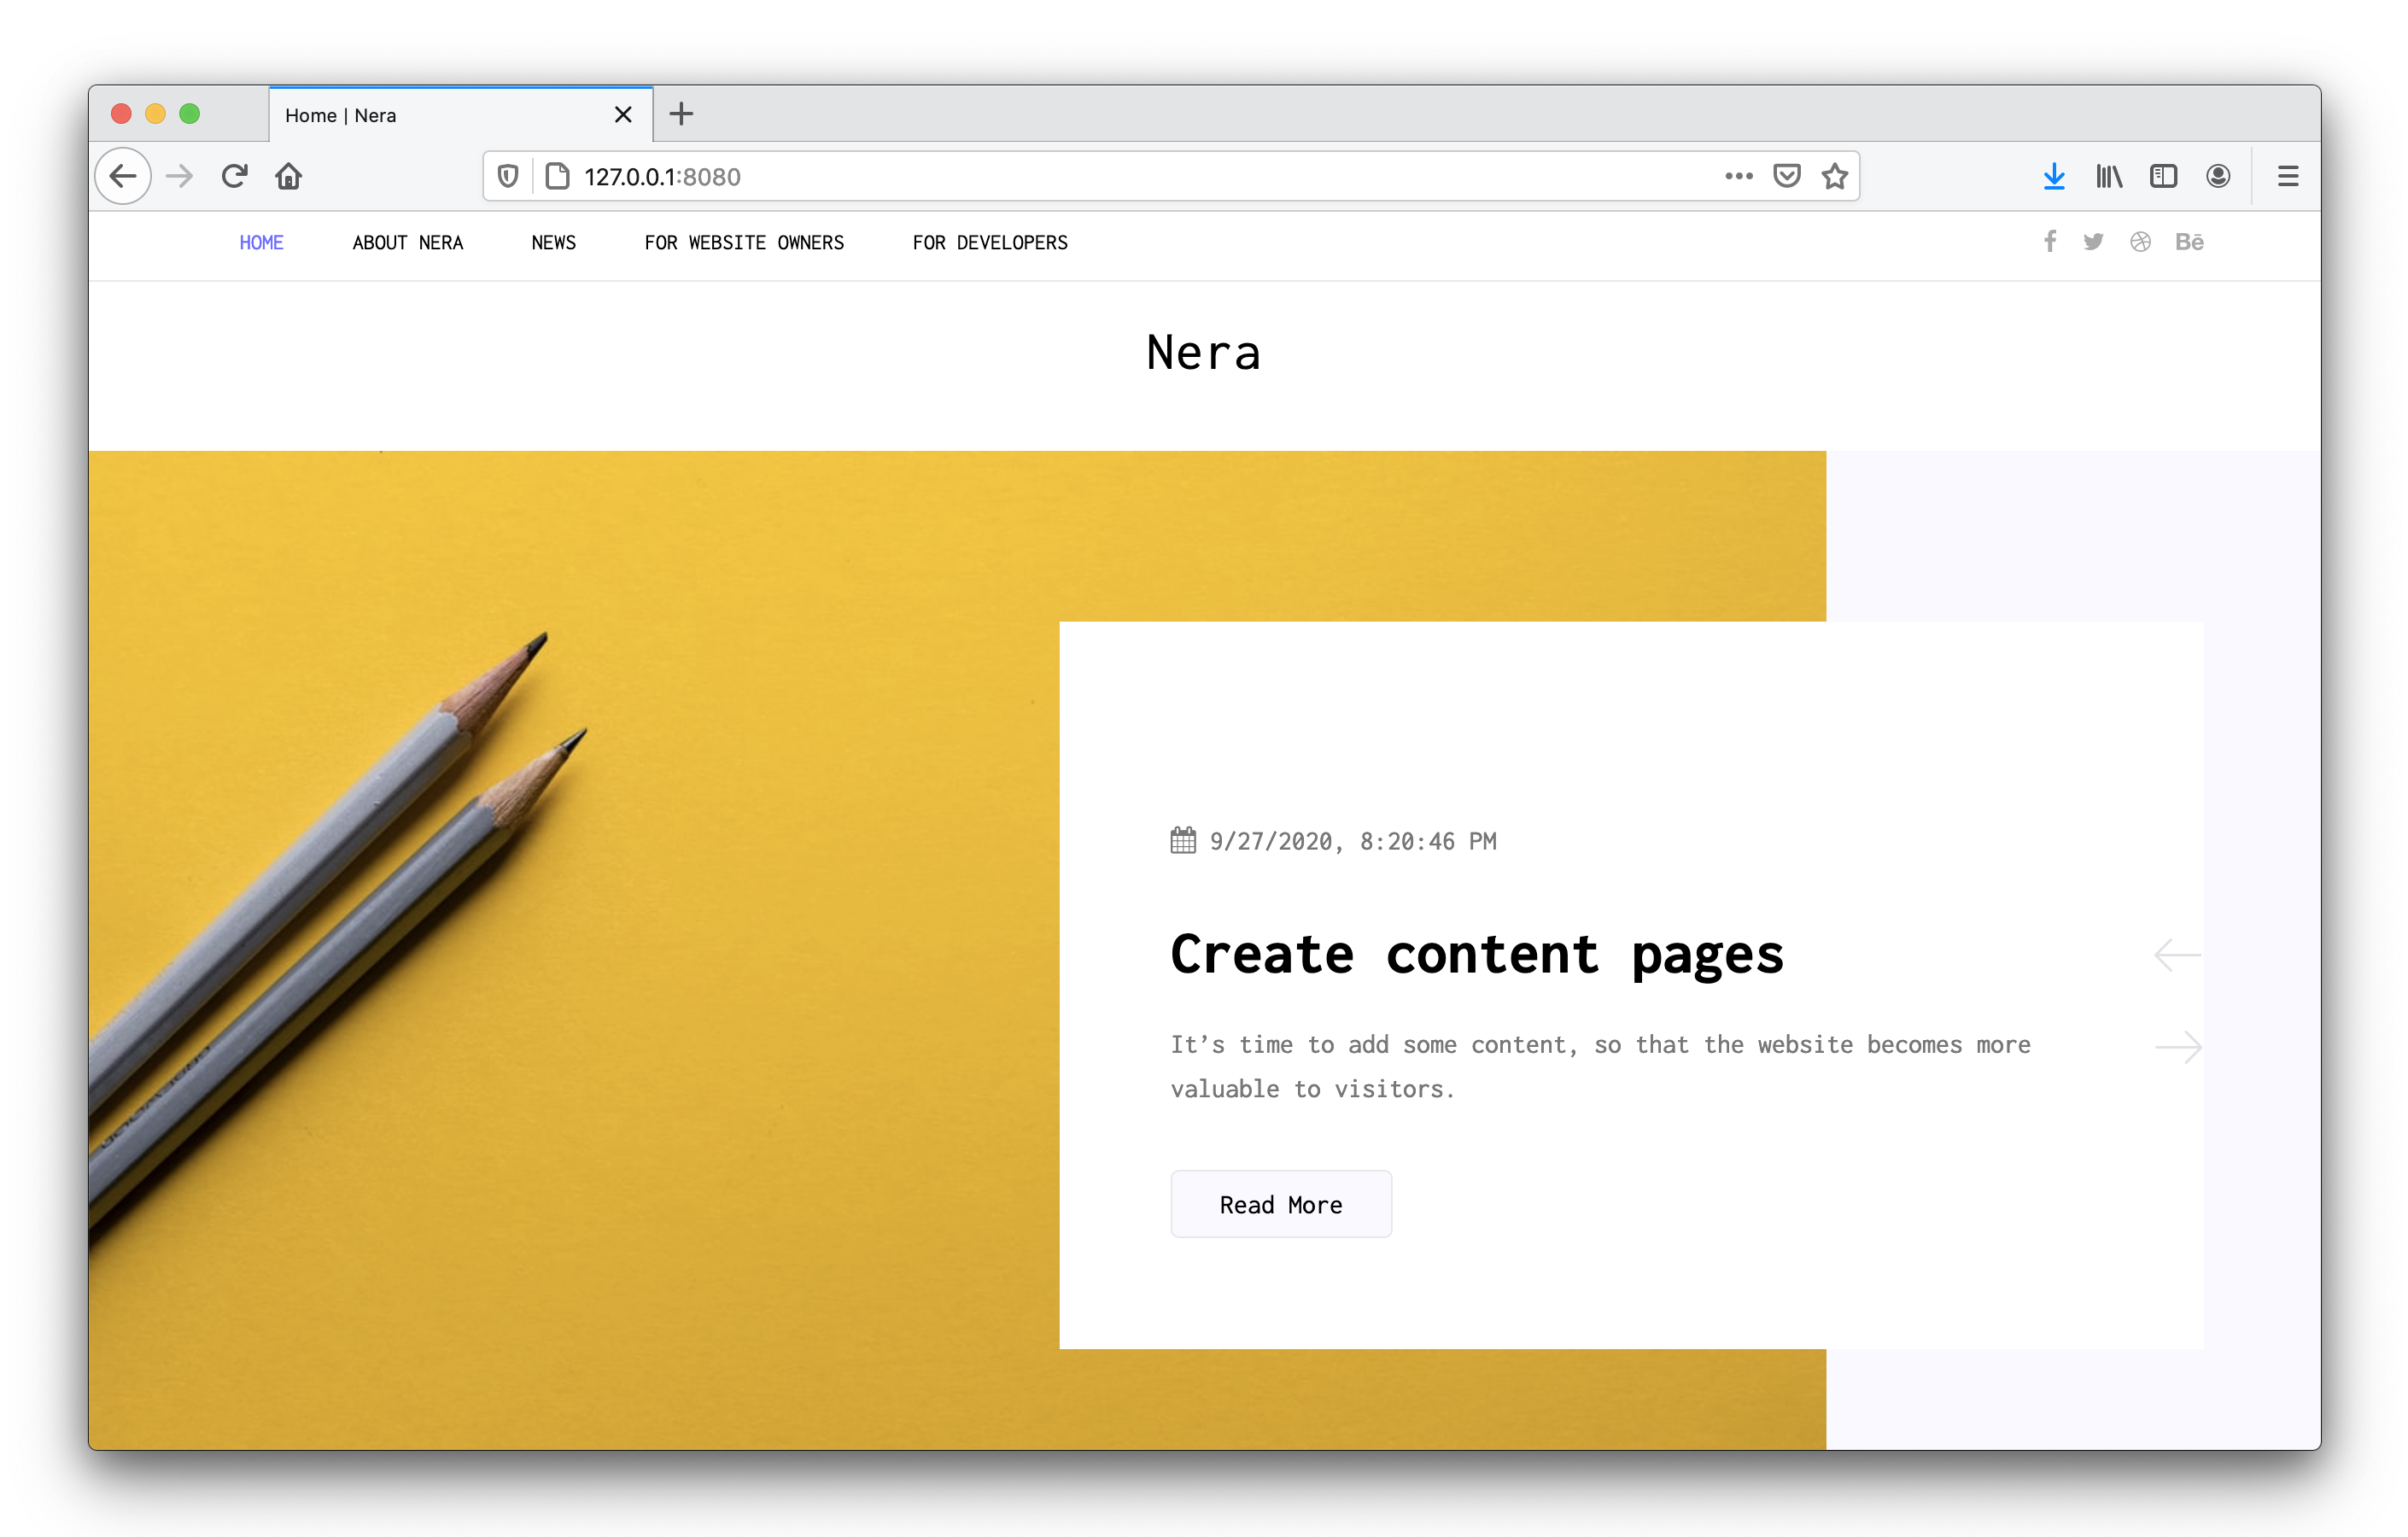 Home | Nera
127.0.0.1:8080
HOME ABOUT NERA NEWS FOR WEBSITE OWNERS FOR DEVELOPERS Bē
Nera
9/27/2020, 8:20:46 PM
Create content pages
It’s time to add some content, so that the website becomes more
valuable to visitors.
Read More